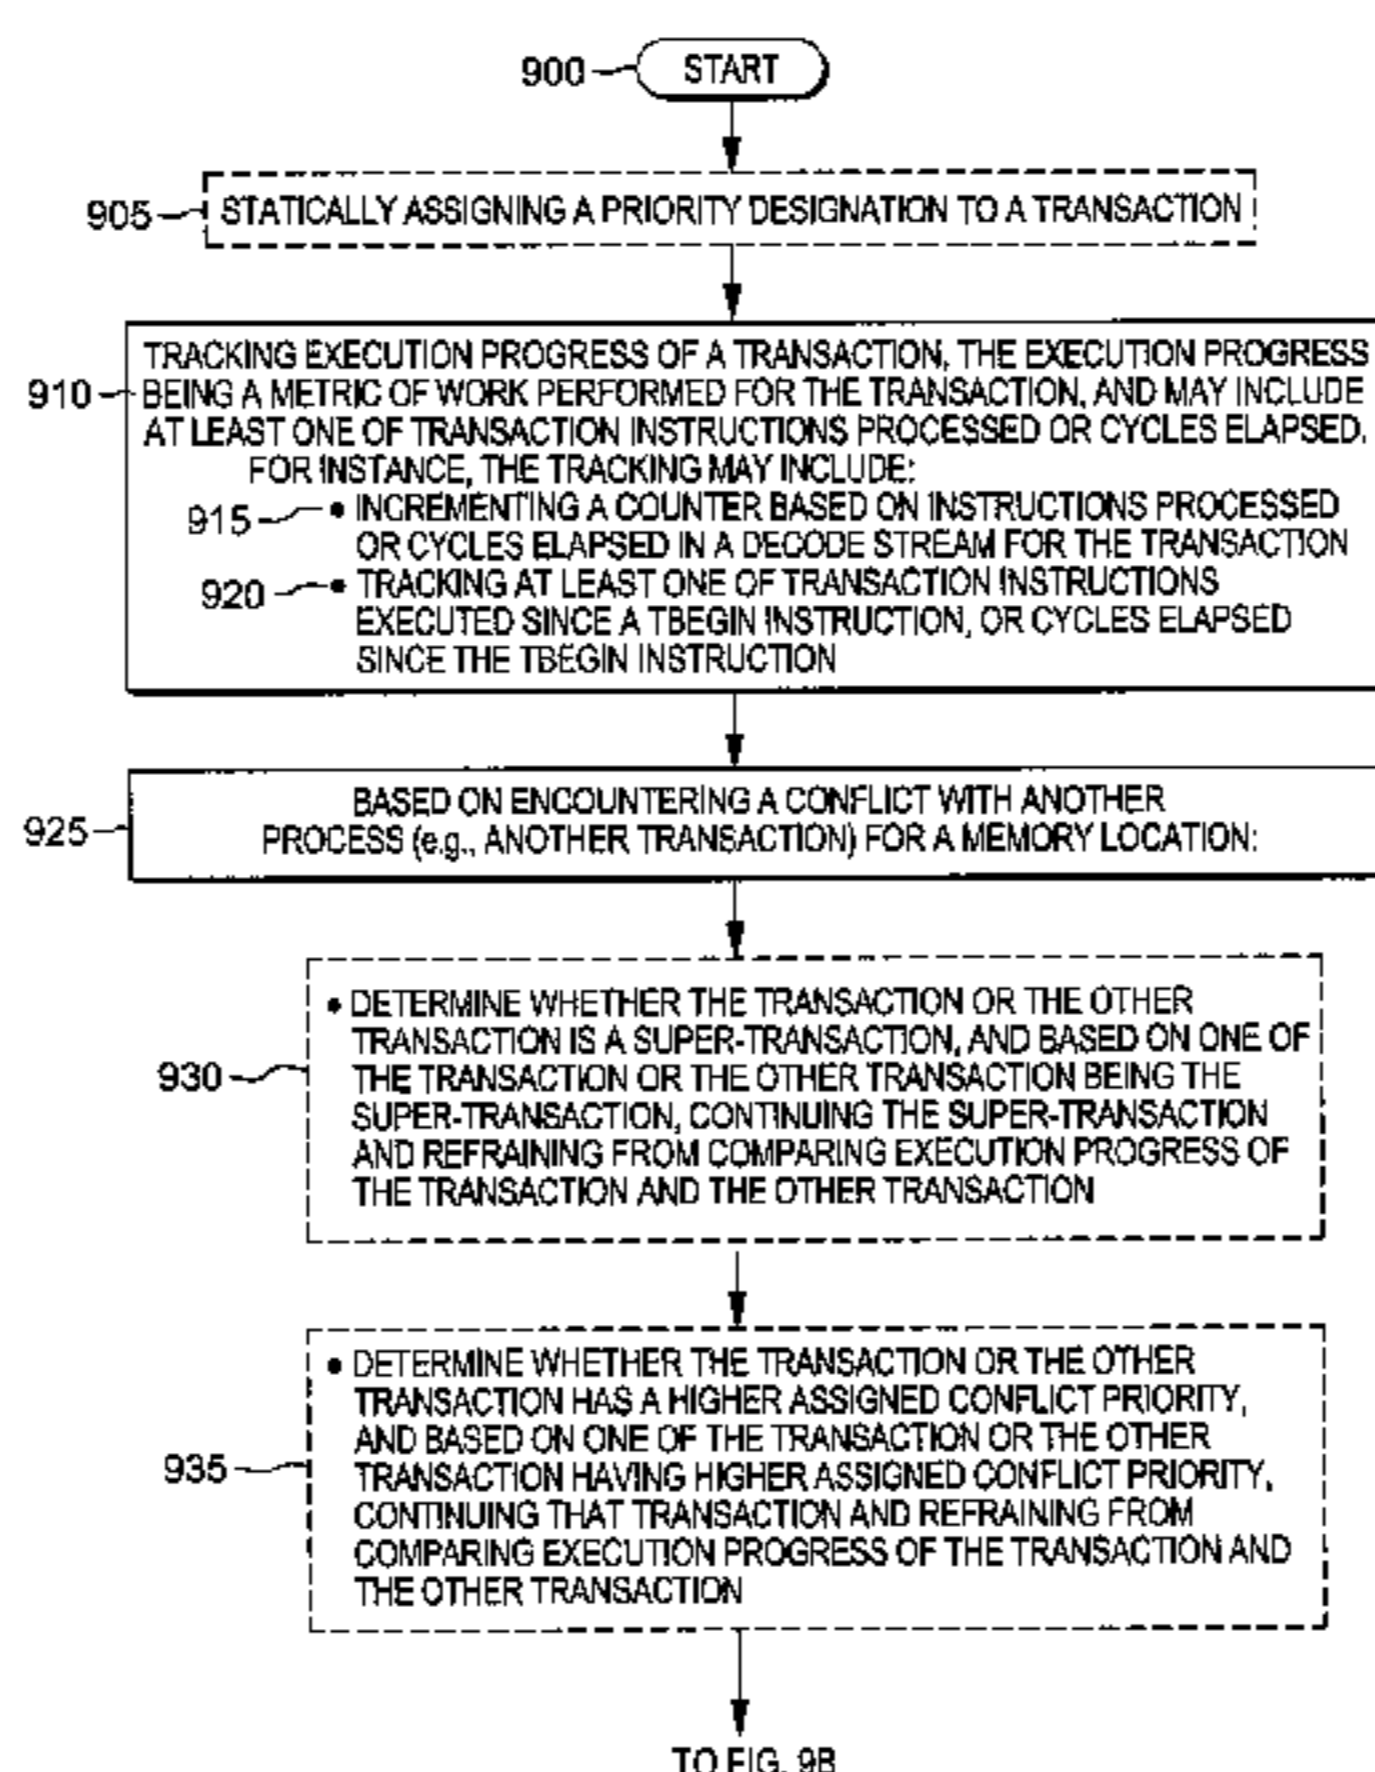 900 START
905 STATICALLY ASSIGNING A PRIORITY DESIGNATION TO A TRANSACTION
TRACKING EXECUTION PROGRESS OF A TRANSACTION, THE EXECUTION PROGRESS
910 BEING A METRIC OF WORK PERFORMED FOR THE TRANSACTION, AND MAY INCLUDE
AT LEAST ONE OF TRANSACTION INSTRUCTIONS PROCESSED OR CYCLES ELAPSED.
FOR INSTANCE, THE TRACKING MAY INCLUDE:
915 • INCREMENTING A COUNTER BASED ON INSTRUCTIONS PROCESSED
OR CYCLES ELAPSED IN A DECODE STREAM FOR THE TRANSACTION
920 • TRACKING AT LEAST ONE OF TRANSACTION INSTRUCTIONS
EXECUTED SINCE A TBEGIN INSTRUCTION, OR CYCLES ELAPSED
SINCE THE TBEGIN INSTRUCTION
BASED ON ENCOUNTERING A CONFLICT WITH ANOTHER
925 PROCESS (e.g., ANOTHER TRANSACTION) FOR A MEMORY LOCATION:
• DETERMINE WHETHER THE TRANSACTION OR THE OTHER
TRANSACTION IS A SUPER-TRANSACTION, AND BASED ON ONE OF
930 THE TRANSACTION OR THE OTHER TRANSACTION BEING THE
SUPER-TRANSACTION, CONTINUING THE SUPER-TRANSACTION
AND REFRAINING FROM COMPARING EXECUTION PROGRESS OF
THE TRANSACTION AND THE OTHER TRANSACTION
• DETERMINE WHETHER THE TRANSACTION OR THE OTHER
TRANSACTION HAS A HIGHER ASSIGNED CONFLICT PRIORITY,
AND BASED ON ONE OF THE TRANSACTION OR THE OTHER
935 TRANSACTION HAVING HIGHER ASSIGNED CONFLICT PRIORITY,
CONTINUING THAT TRANSACTION AND REFRAINING FROM
COMPARING EXECUTION PROGRESS OF THE TRANSACTION AND
THE OTHER TRANSACTION
TO FIG. 9B